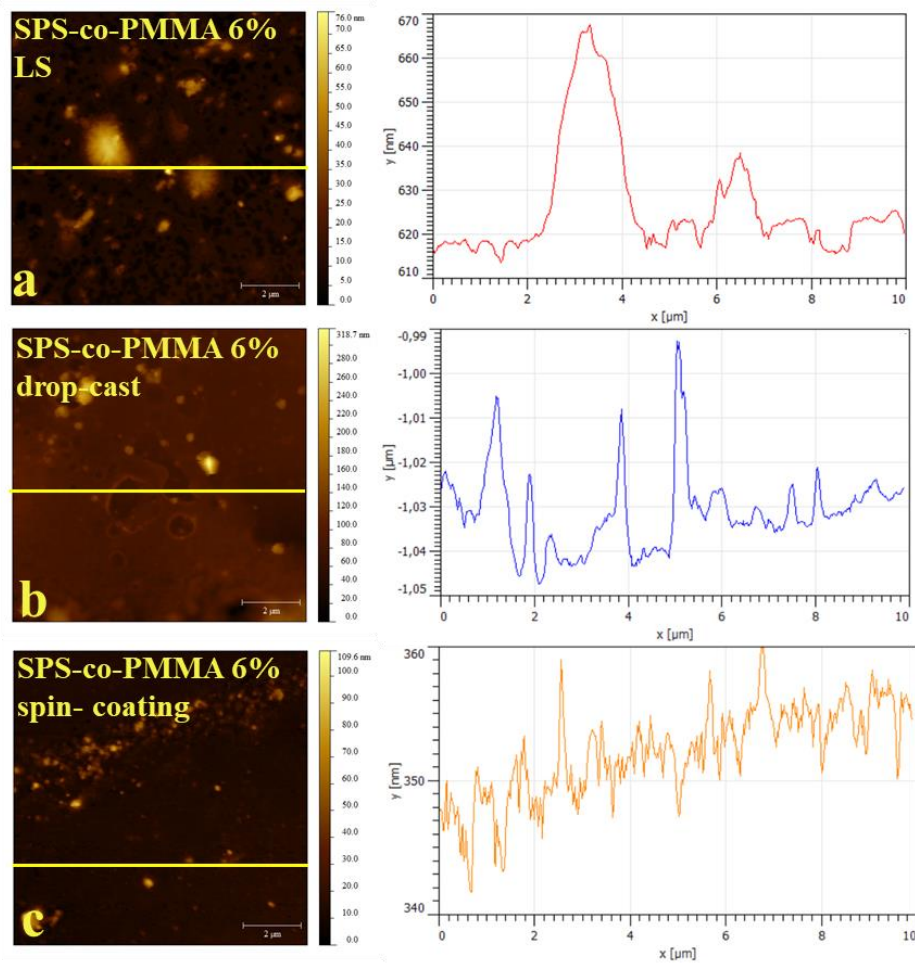 SPS-co-PMMA 6%
LS
a
2 µm
76.0 nm
70.0
65.0
60.0
55.0
50.0
45.0
40.0
35.0
30.0
25.0
20.0
15.0
10.0
5.0
0.0
670
660
650
640
630
620
610
y [nm]
0 2 4 6 8 10
x [µm]
SPS-co-PMMA 6%
drop-cast
b
2 µm
318.7 nm
280.0
260.0
240.0
220.0
200.0
180.0
160.0
140.0
120.0
100.0
80.0
60.0
40.0
20.0
0.0
-0,99
-1,00
-1,01
-1,02
-1,03
-1,04
-1,05
y [µm]
0 2 4 6 8 10
x [µm]
SPS-co-PMMA 6%
spin- coating
c
2 µm
109.6 nm
100.0
90.0
80.0
70.0
60.0
50.0
40.0
30.0
20.0
10.0
0.0
360
350
340
y [nm]
0 2 4 6 8 10
x [µm]